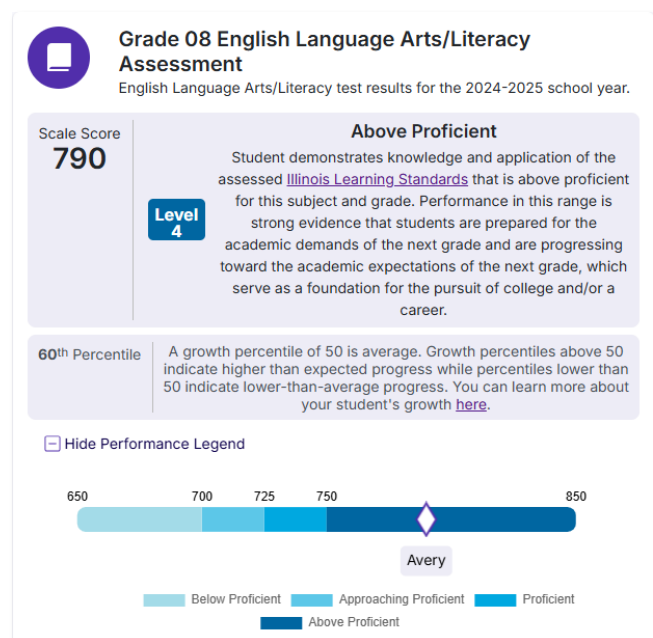 Grade 08 English Language Arts/Literacy
Assessment
English Language Arts/Literacy test results for the 2024-2025 school year.
Scale Score
790
Level
4
Above Proficient
Student demonstrates knowledge and application of the
assessed Illinois Learning Standards that is above proficient
for this subject and grade. Performance in this range is
strong evidence that students are prepared for the
academic demands of the next grade and are progressing
toward the academic expectations of the next grade, which
serve as a foundation for the pursuit of college and/or a
career.
60th Percentile
A growth percentile of 50 is average. Growth percentiles above 50
indicate higher than expected progress while percentiles lower than
50 indicate lower-than-average progress. You can learn more about
your student's growth here.
Hide Performance Legend
650 700 725 750 850
Avery
Below Proficient Approaching Proficient Proficient
Above Proficient